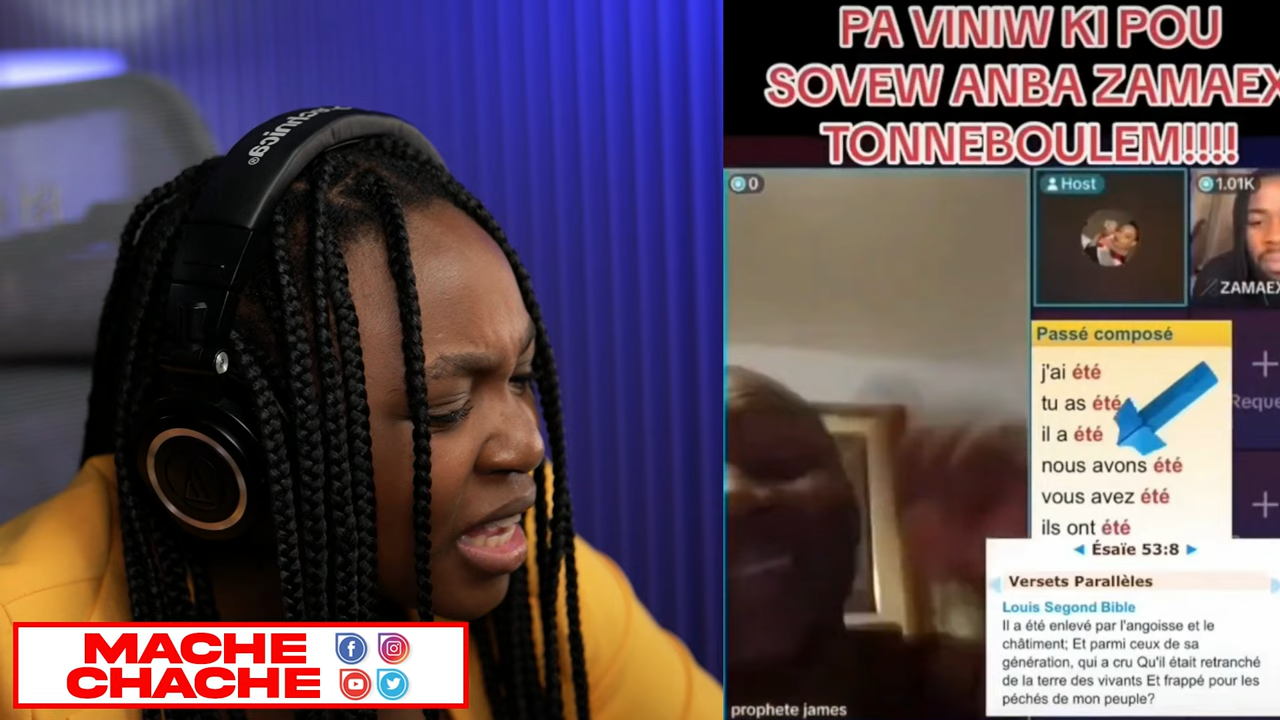 PA VINIW KI POU
SOVEW ANBA ZAMAEX
TONNEBOULEM!!!!
0
Host
1.01K
ZAMAEX
Passé composé
j'ai été
tu as été
il a été
nous avons été
vous avez été
ils ont été
Reque
Ésaïe 53:8
Versets Parallèles
Louis Segond Bible
Il a été enlevé par l'angoisse et le
châtiment; Et parmi ceux de sa
génération, qui a cru Qu'il était retranché
de la terre des vivants Et frappé pour les
péchés de mon peuple?
prophete james
MACHE
CHACHE